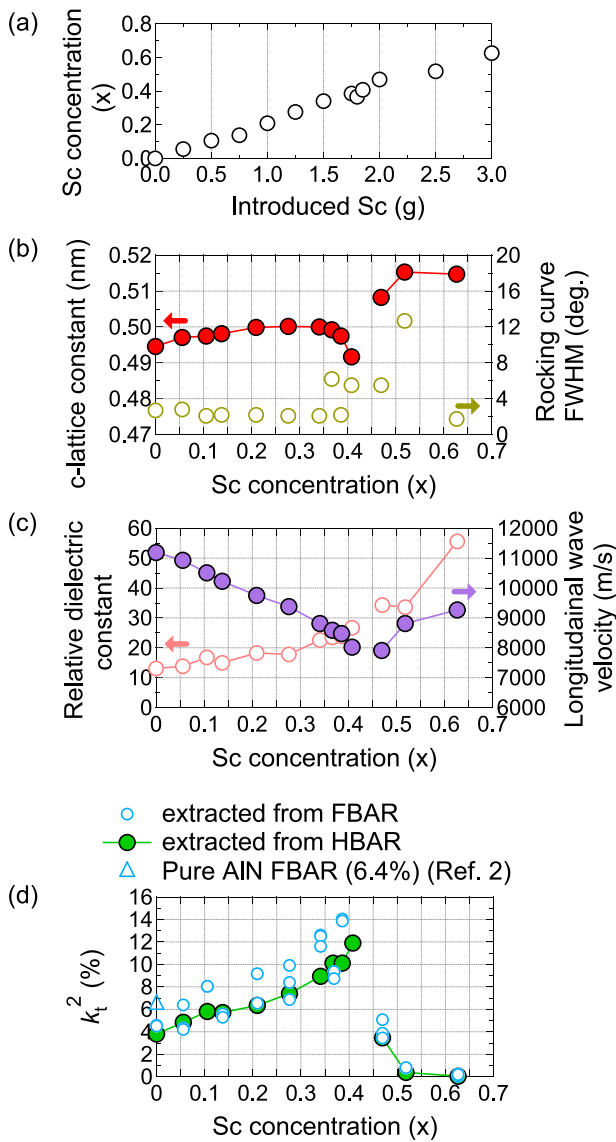 (a)
Sc concentration
(x)
0.8
0.6
0.4
0.2
0.0
0.0 0.5 1.0 1.5 2.0 2.5 3.0
Introduced Sc (g)
(b)
c-lattice constant (nm)
0.52
0.51
0.50
0.49
0.48
0.47
20
16
12
8
4
0
Rocking curve
FWHM (deg.)
0 0.1 0.2 0.3 0.4 0.5 0.6 0.7
Sc concentration (x)
(c)
Relative dielectric
constant
60
50
40
30
20
10
0
12000
11000
10000
9000
8000
7000
6000
Longitudainal wave
velocity (m/s)
0 0.1 0.2 0.3 0.4 0.5 0.6 0.7
Sc concentration (x)
extracted from FBAR
extracted from HBAR
Pure AlN FBAR (6.4%) (Ref. 2)
(d)
kt² (%)
16
14
12
10
8
6
4
2
0
0 0.1 0.2 0.3 0.4 0.5 0.6 0.7
Sc concentration (x)